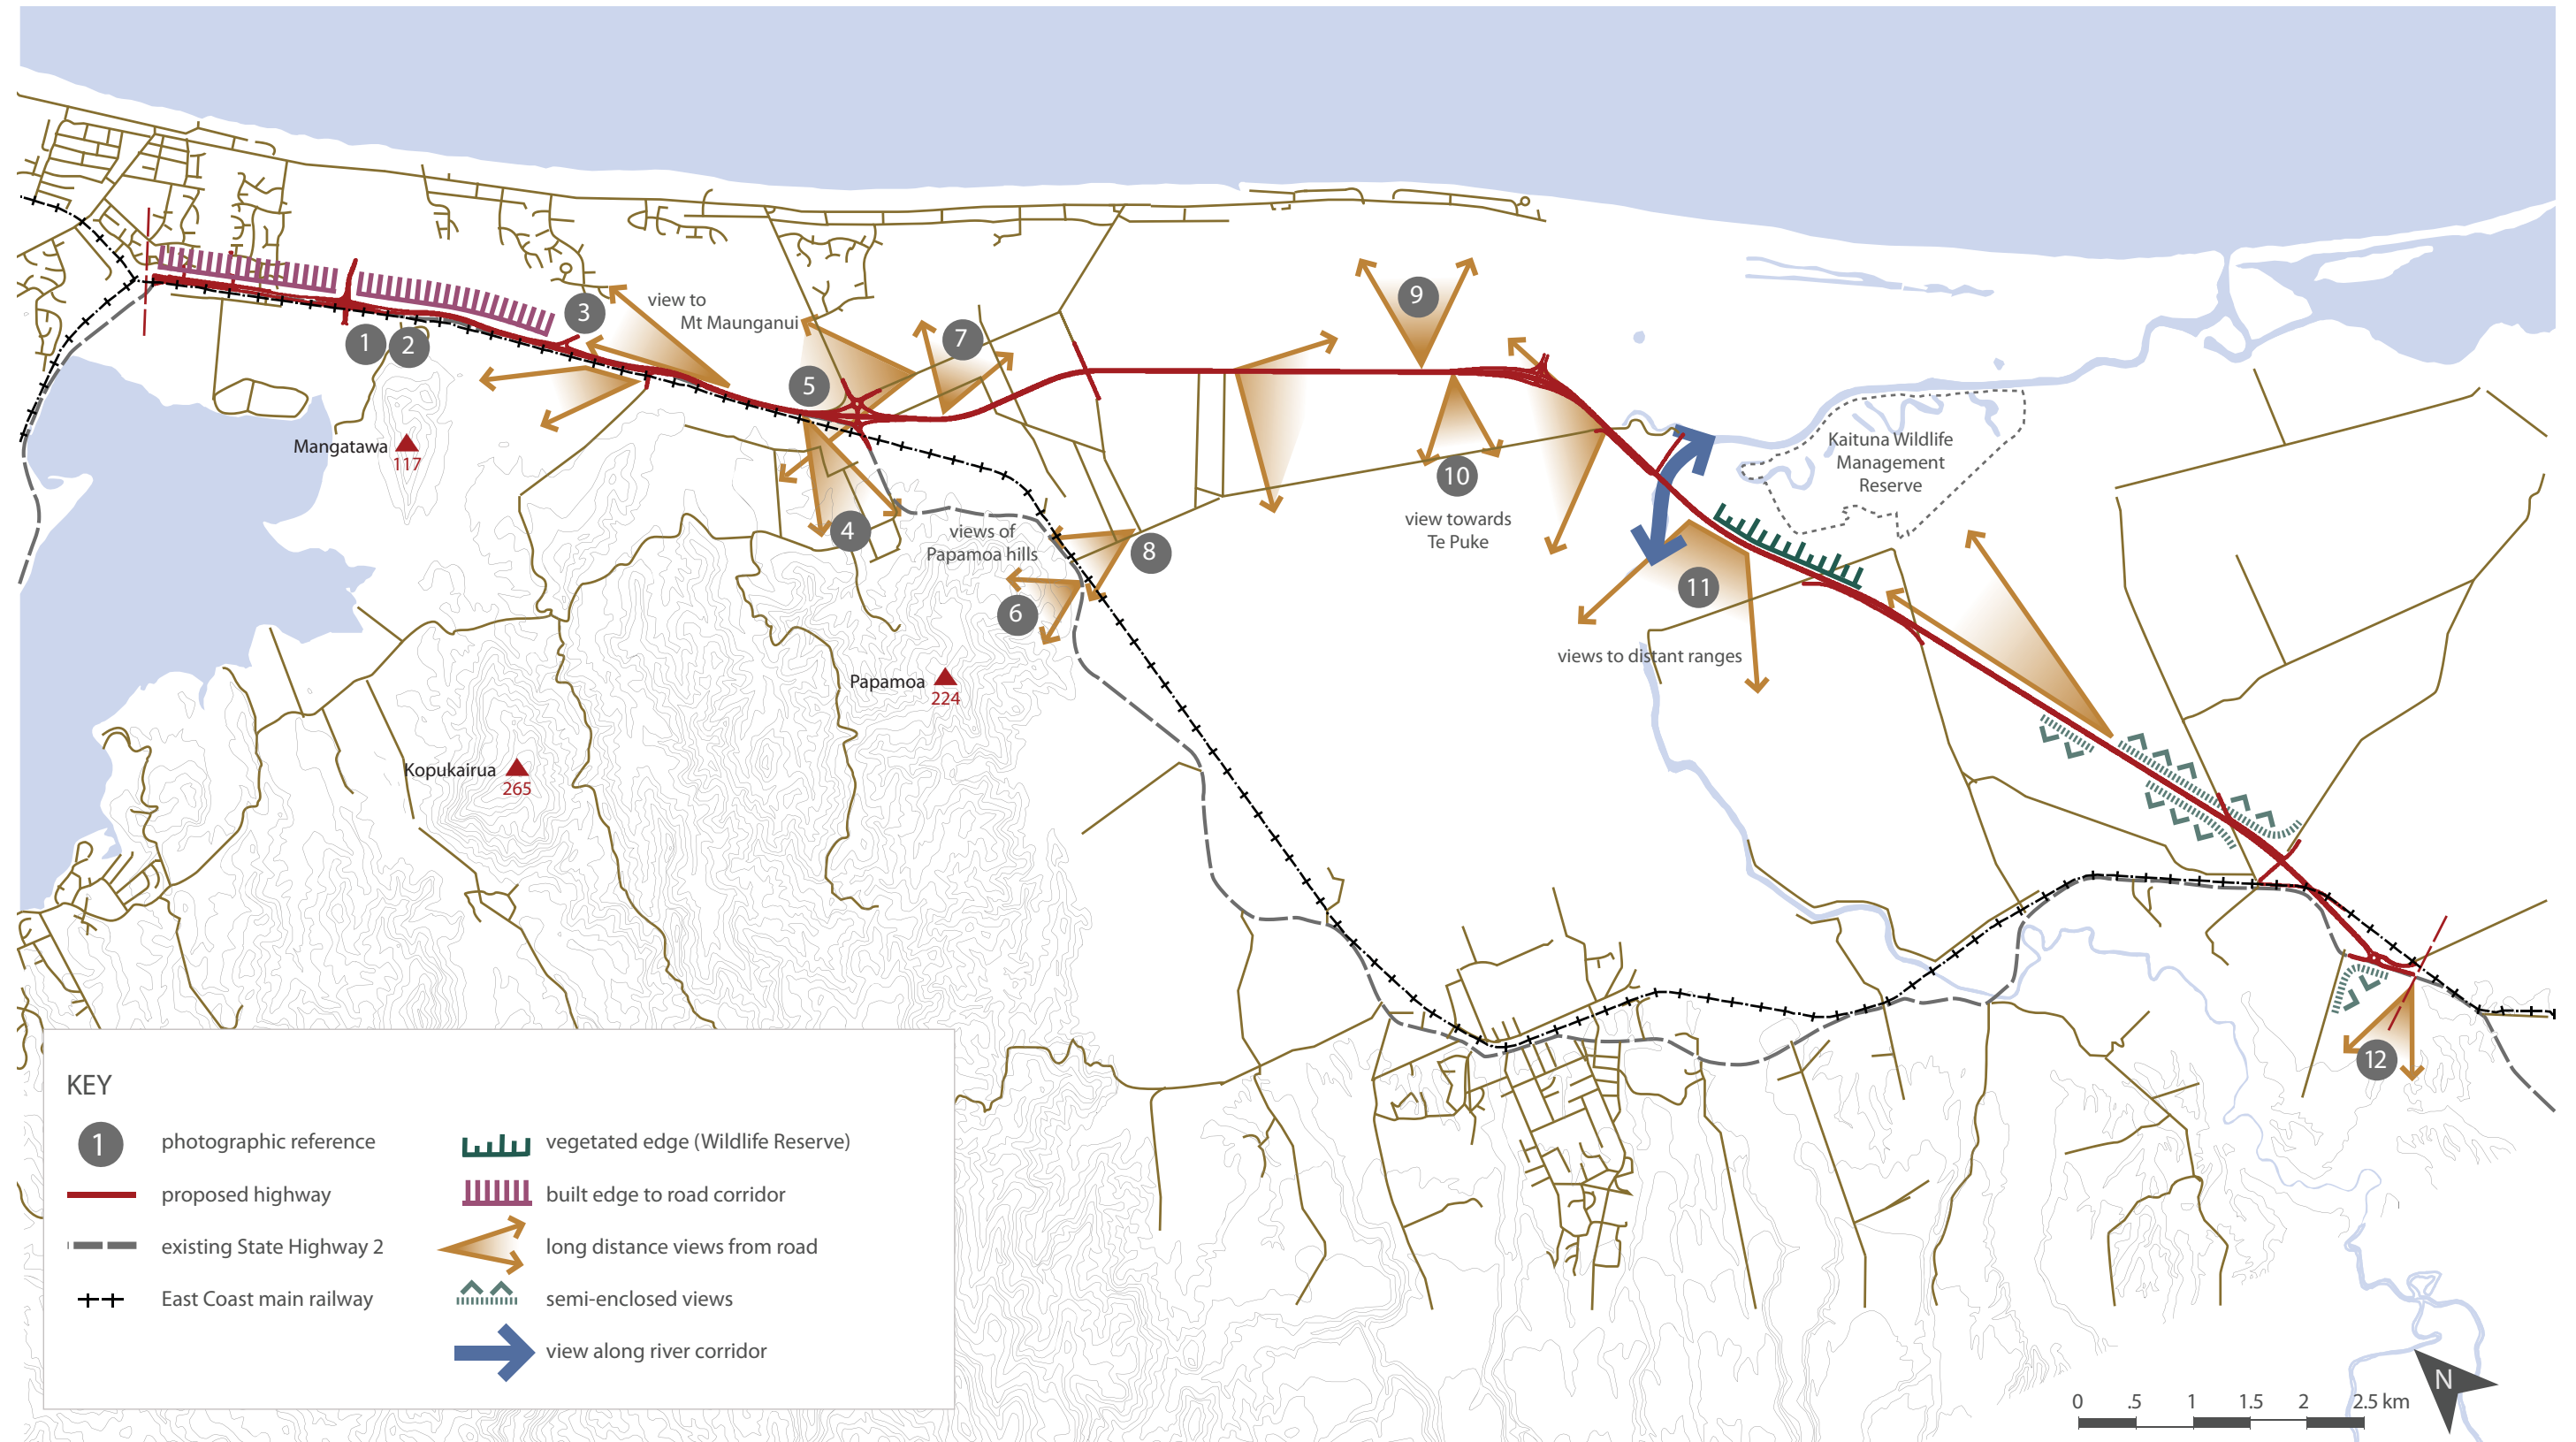 view to
Mt Maunganui
3
9
7
1
2
5
Kaituna Wildlife
Management
Reserve
Mangatawa
117
10
view towards
Te Puke
4
views of
Papamoa hills
8
11
6
views to distant ranges
Papamoa
224
Kopukairua
265
12
KEY
1
photographic reference
proposed highway
existing State Highway 2
East Coast main railway
vegetated edge (Wildlife Reserve)
built edge to road corridor
long distance views from road
semi-enclosed views
view along river corridor
N
0 .5 1 1.5 2 2.5 km